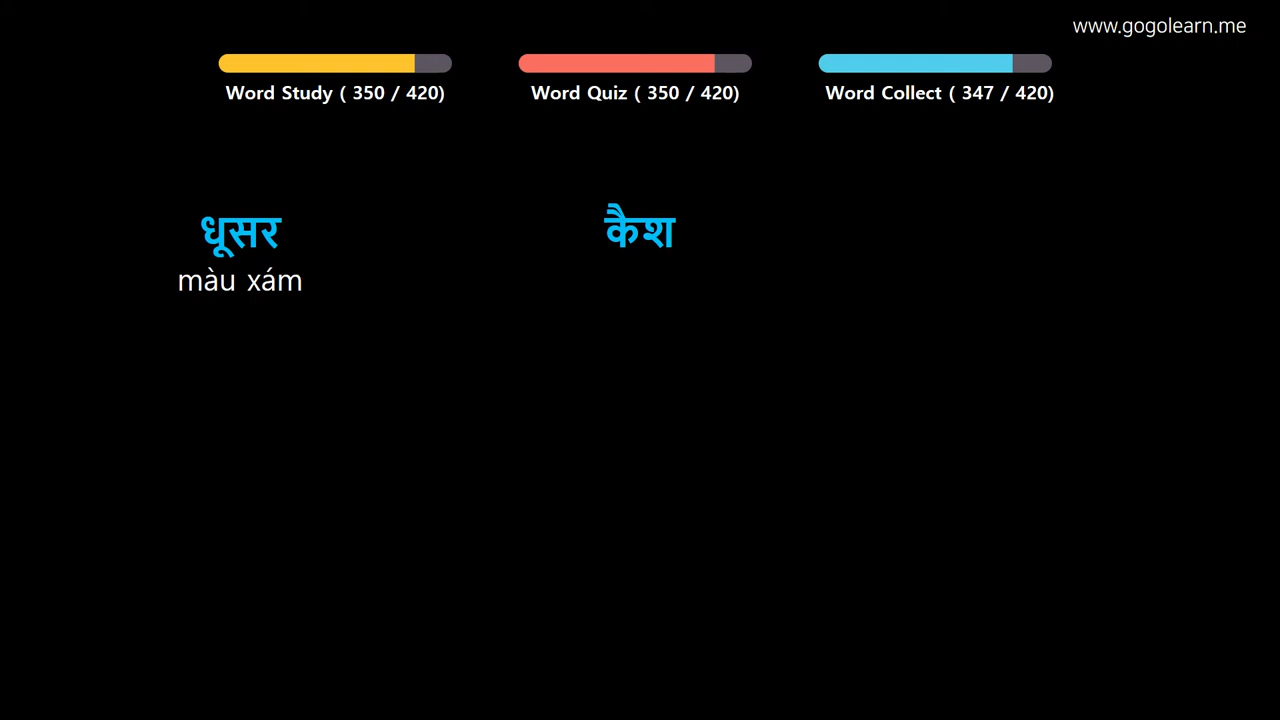 www.gogolearn.me
Word Study ( 350 / 420)
Word Quiz ( 350 / 420)
Word Collect ( 347 / 420)
धूसर
màu xám
कैश